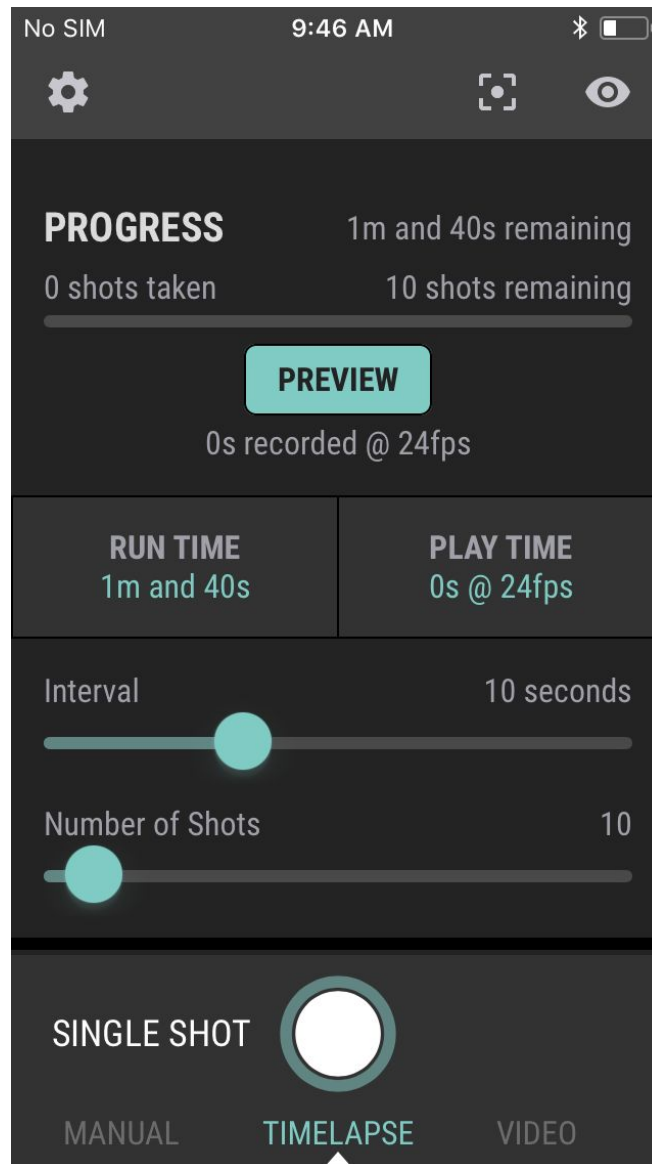 No SIM 9:46 AM
PROGRESS 1m and 40s remaining
0 shots taken 10 shots remaining
PREVIEW
0s recorded @ 24fps
RUN TIME PLAY TIME
1m and 40s 0s @ 24fps
Interval 10 seconds
Number of Shots 10
SINGLE SHOT
MANUAL TIMELAPSE VIDEO